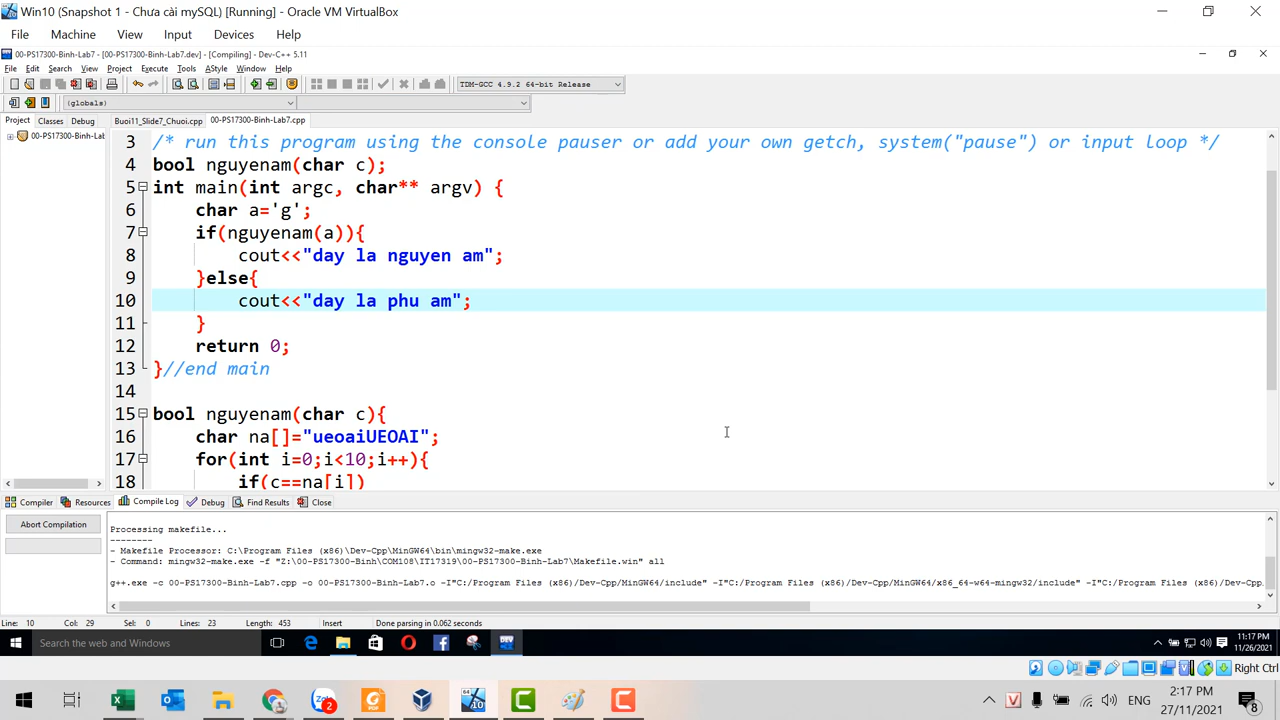 Win10 (Snapshot 1 - Chưa cài mySQL) [Running] - Oracle VM VirtualBox
File Machine View Input Devices Help
00-PS17300-Binh-Lab7 - [00-PS17300-Binh-Lab7.dev] - [Compiling] - Dev-C++ 5.11
File Edit Search View Project Execute Tools AStyle Window Help
TDM-GCC 4.9.2 64-bit Release
(globals)
Project Classes Debug Buoi11_Slide7_Chuoi.cpp 00-PS17300-Binh-Lab7.cpp
00-PS17300-Binh-Lab
3 /* run this program using the console pauser or add your own getch, system("pause") or input loop */
4 bool nguyenam(char c);
5 int main(int argc, char** argv) {
6 char a='g';
7 if(nguyenam(a)){
8 cout<<"day la nguyen am";
9 }else{
10 cout<<"day la phu am";
11 }
12 return 0;
13 }//end main
14
15 bool nguyenam(char c){
16 char na[]="ueoaiUEOAI";
17 for(int i=0;i<10;i++){
18 if(c==na[i])
Compiler Resources Compile Log Debug Find Results Close
Abort Compilation
Processing makefile...
--------
- Makefile Processor: C:\Program Files (x86)\Dev-Cpp\MinGW64\bin\mingw32-make.exe
- Command: mingw32-make.exe -f "Z:\00-PS17300-Binh\COM108\IT17319\00-PS17300-Binh-Lab7\Makefile.win" all
g++.exe -c 00-PS17300-Binh-Lab7.cpp -o 00-PS17300-Binh-Lab7.o -I"C:/Program Files (x86)/Dev-Cpp/MinGW64/include" -I"C:/Program Files (x86)/Dev-Cpp/MinGW64/x86_64-w64-mingw32/include" -I"C:/Program Files (x86)/Dev-Cpp
Line: 10 Col: 29 Sel: 0 Lines: 23 Length: 453 Insert Done parsing in 0.062 seconds
Search the web and Windows
DEV
11:17 PM
11/26/2021
Right Ctrl
Zalo
2
PDF
64
10
V
ENG
2:17 PM
27/11/2021
8